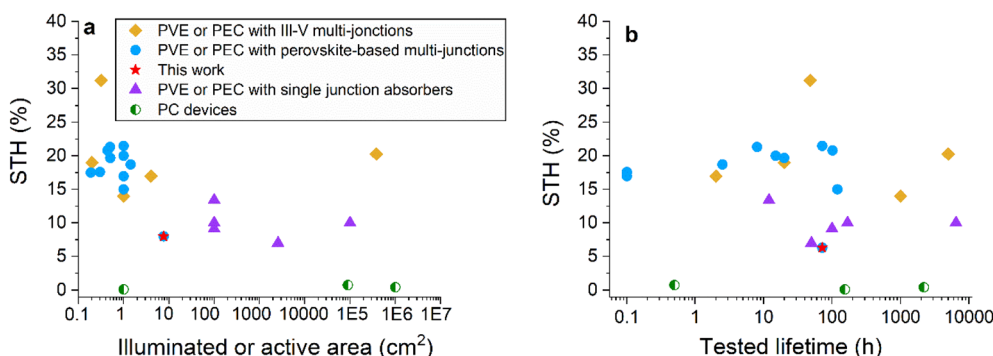 a
STH (%)
40
35
30
25
20
15
10
5
0
PVE or PEC with III-V multi-jonctions
PVE or PEC with perovskite-based multi-junctions
This work
PVE or PEC with single junction absorbers
PC devices
0.1 1 10 100 1000 1E5 1E6 1E7
Illuminated or active area (cm²)
b
STH (%)
40
35
30
25
20
15
10
5
0
0.1 1 10 100 1000 10000
Tested lifetime (h)